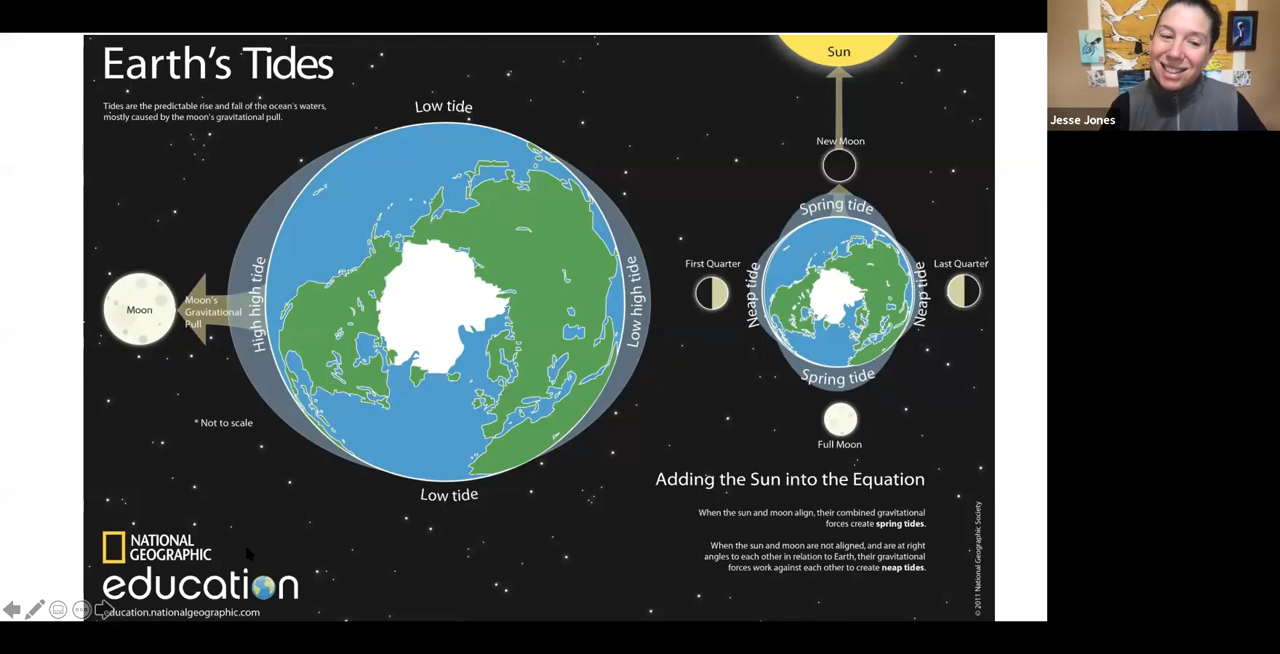 Earth's Tides
Tides are the predictable rise and fall of the ocean's waters,
mostly caused by the moon's gravitational pull.
Low tide
Moon
Moon's
Gravitational
Pull
High high tide
Low high tide
* Not to scale
Low tide
NATIONAL
GEOGRAPHIC
education
education.nationalgeographic.com
Sun
New Moon
Spring tide
First Quarter
Neap tide
Neap tide
Last Quarter
Spring tide
Full Moon
Adding the Sun into the Equation
When the sun and moon align, their combined gravitational
forces create spring tides.
When the sun and moon are not aligned, and are at right
angles to each other in relation to Earth, their gravitational
forces work against each other to create neap tides.
© 2011 National Geographic Society
Jesse Jones